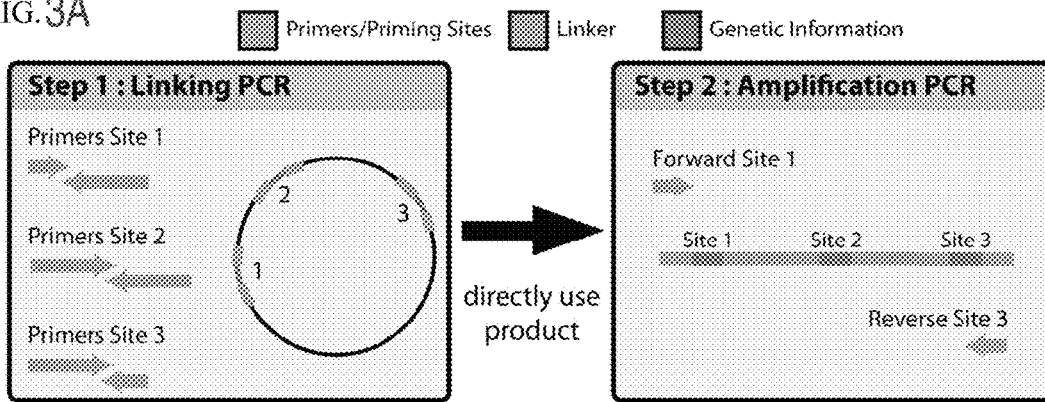 IG. 3A
Primers/Priming Sites Linker Genetic Information
Step 1 : Linking PCR
Primers Site 1
2
3
Primers Site 2
1
Primers Site 3
directly use
product
Step 2 : Amplification PCR
Forward Site 1
Site 1 Site 2 Site 3
Reverse Site 3